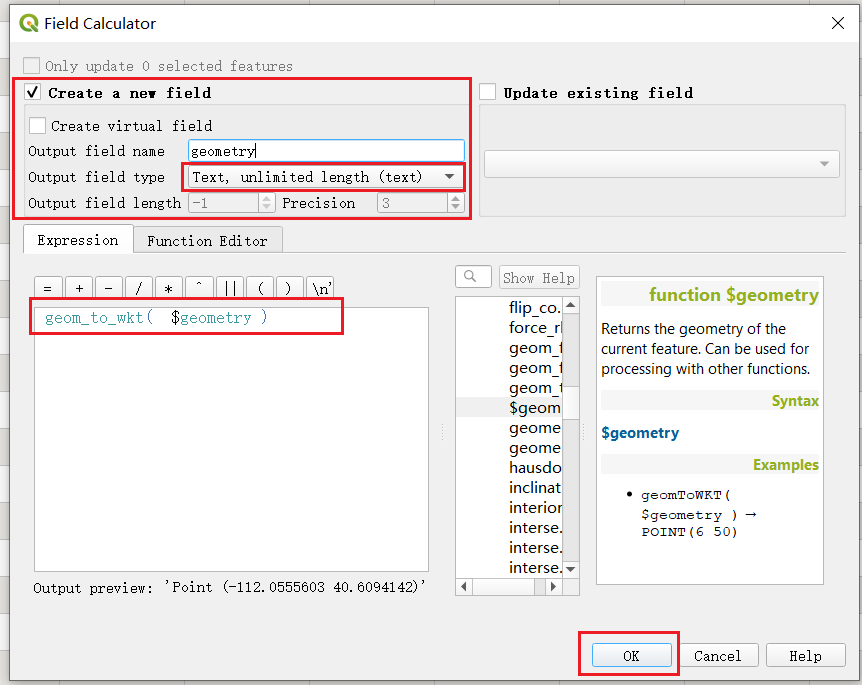 Field Calculator
Only update 0 selected features
Create a new field
Update existing field
Create virtual field
Output field name geometry
Output field type Text, unlimited length (text)
Output field length -1 Precision 3
Expression Function Editor
= + - / * ^ || ( ) \n'
Show Help
geom_to_wkt( $geometry )
flip_co.
force_rl
geom_f
geom_f
geom_t
$geom
geome
geome
hausdo
inclinat
interior
interse.
interse.
interse.
function $geometry
Returns the geometry of the
current feature. Can be used for
processing with other functions.
Syntax
$geometry
Examples
geomToWKT(
$geometry ) →
POINT(6 50)
Output preview: 'Point (-112.0555603 40.6094142)'
OK Cancel Help